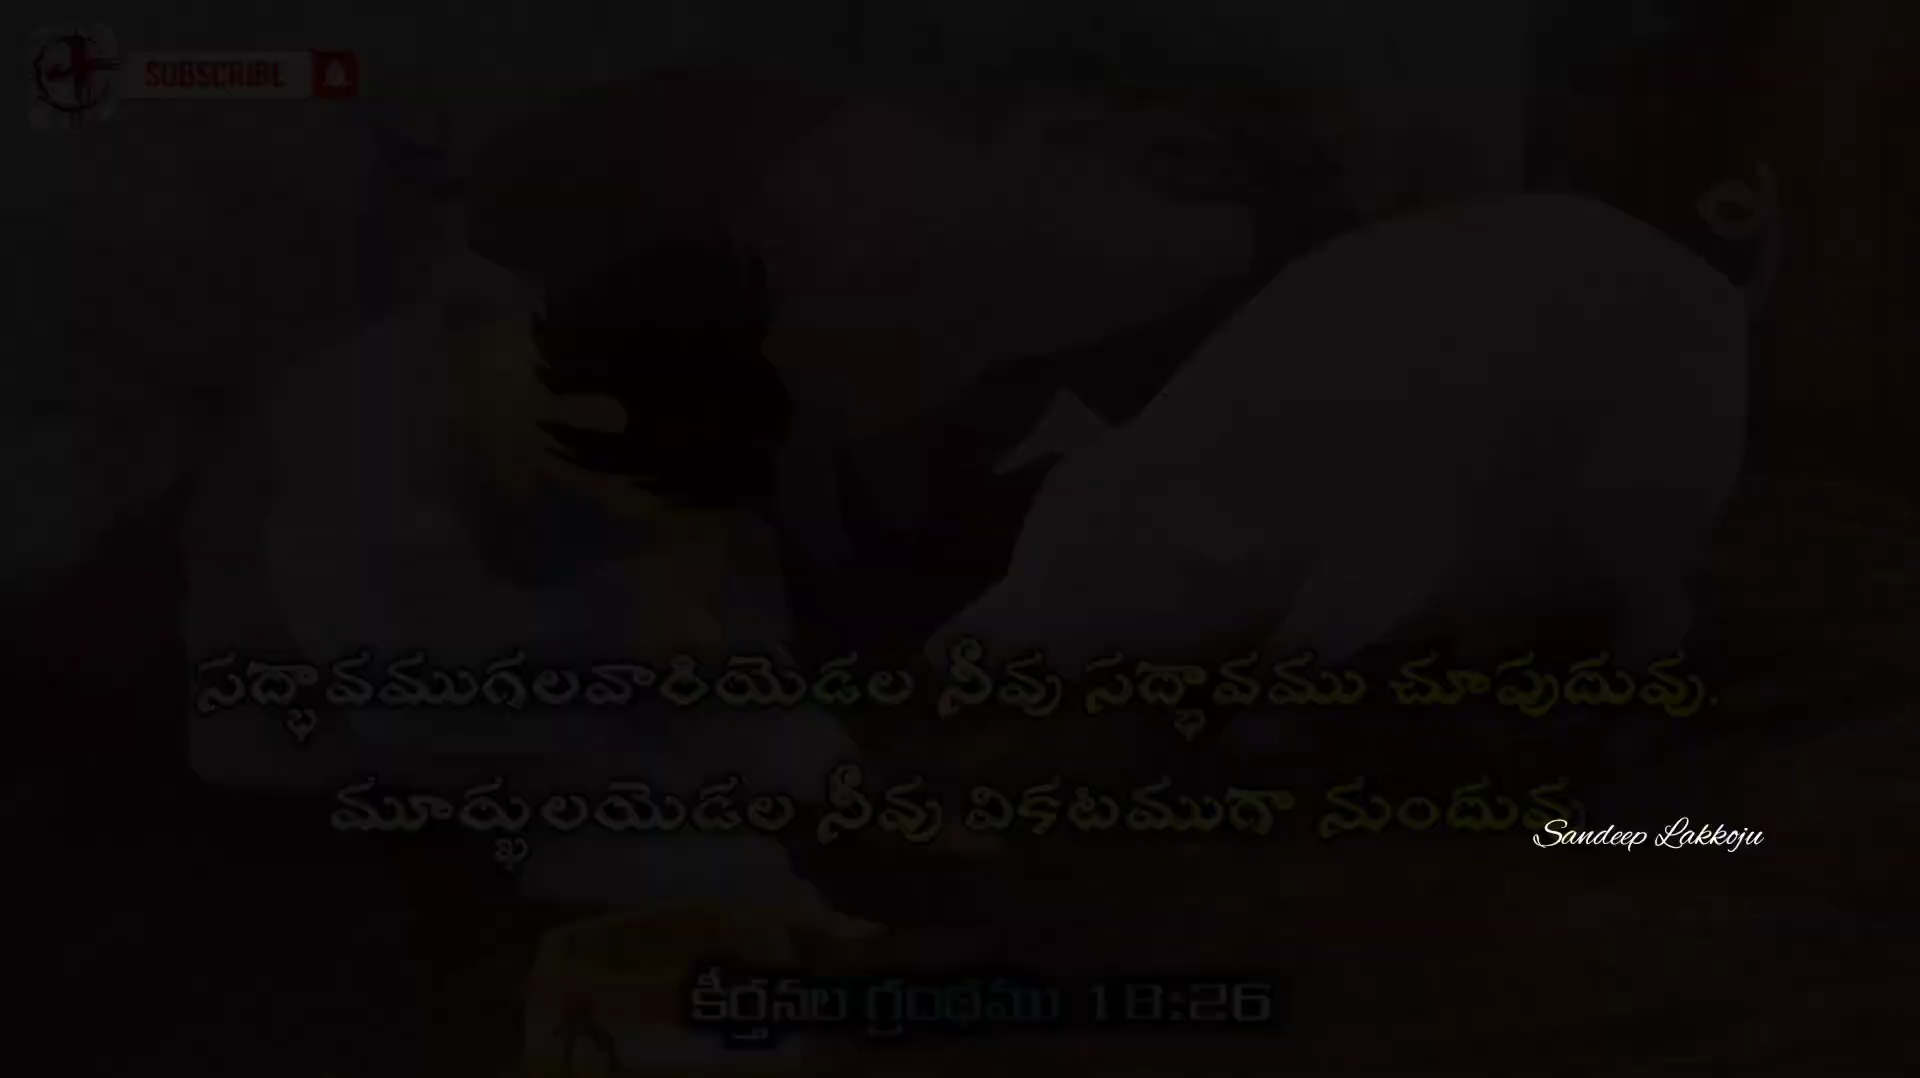 SUBSCRIBE
సద్భావముగలవారియెడల నీవు సద్భావము చూపుదువు.
మూర్ఖులయెడల నీవు వికటముగా నుందువు
Sandeep Lakkoju
కీర్తనల గ్రంథము 18:26